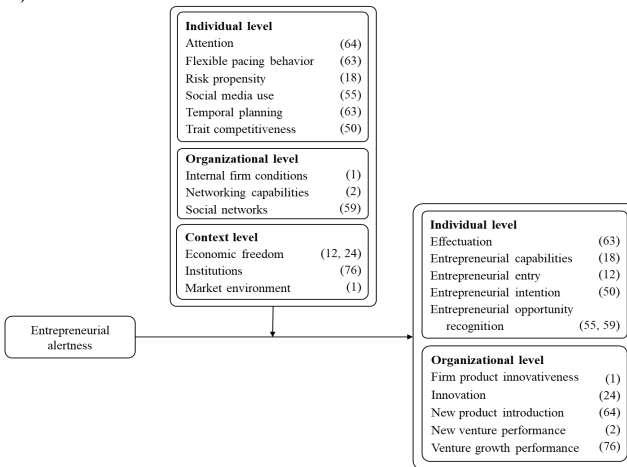 Individual level
Attention (64)
Flexible pacing behavior (63)
Risk propensity (18)
Social media use (55)
Temporal planning (63)
Trait competitiveness (50)
Organizational level
Internal firm conditions (1)
Networking capabilities (2)
Social networks (59)
Context level
Economic freedom (12, 24)
Institutions (76)
Market environment (1)
Entrepreneurial
alertness
Individual level
Effectuation (63)
Entrepreneurial capabilities (18)
Entrepreneurial entry (12)
Entrepreneurial intention (50)
Entrepreneurial opportunity
recognition (55, 59)
Organizational level
Firm product innovativeness (1)
Innovation (24)
New product introduction (64)
New venture performance (2)
Venture growth performance (76)